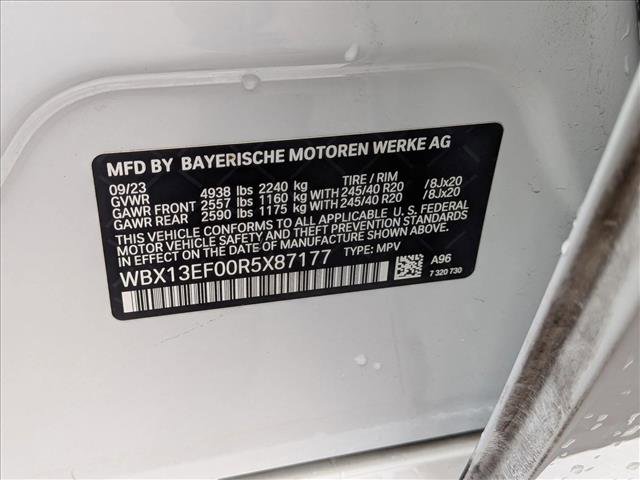 MFD BY BAYERISCHE MOTOREN WERKE AG
09/23 TIRE / RIM
GVWR 4938 lbs 2240 kg
GAWR FRONT 2557 lbs 1160 kg WITH 245/40 R20 /8Jx20
GAWR REAR 2590 lbs 1175 kg WITH 245/40 R20 /8Jx20
THIS VEHICLE CONFORMS TO ALL APPLICABLE U. S. FEDERAL
MOTOR VEHICLE SAFETY, BUMPER, AND THEFT PREVENTION
STANDARDS IN EFFECT ON THE DATE OF MANUFACTURE
SHOWN ABOVE.
WBX13EF00R5X87177 TYPE: MPV
A96
7 320 730